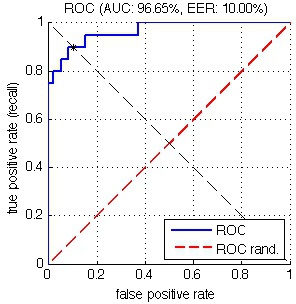 ROC (AUC: 96.65%, EER: 10.00%)
true positive rate (recall)
1
0.8
0.6
0.4
0.2
0
ROC
ROC rand.
0 0.2 0.4 0.6 0.8 1
false positive rate